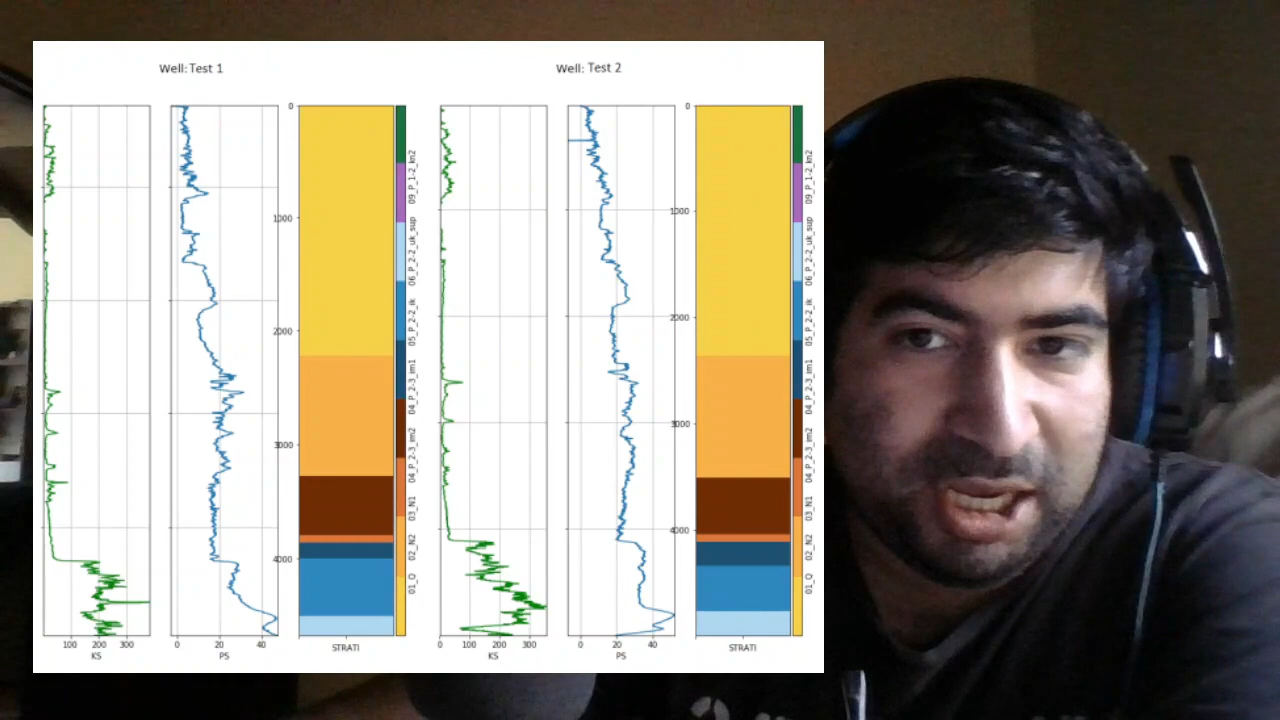 Well: Test 1
Well: Test 2
0
1000
2000
3000
4000
100 200 300
KS
0 20 40
PS
STRATI
09_P_1-2_kn2
06_P_2-2_uk_sup
05_P_2-2_ik
04_P_2-3_im1
04_P_2-3_im2
03_N1
02_N2
01_Q
0
1000
2000
3000
4000
0 100 200 300
KS
0 20 40
PS
STRATI
09_P_1-2_kn2
06_P_2-2_uk_sup
05_P_2-2_ik
04_P_2-3_im1
04_P_2-3_im2
03_N1
02_N2
01_Q